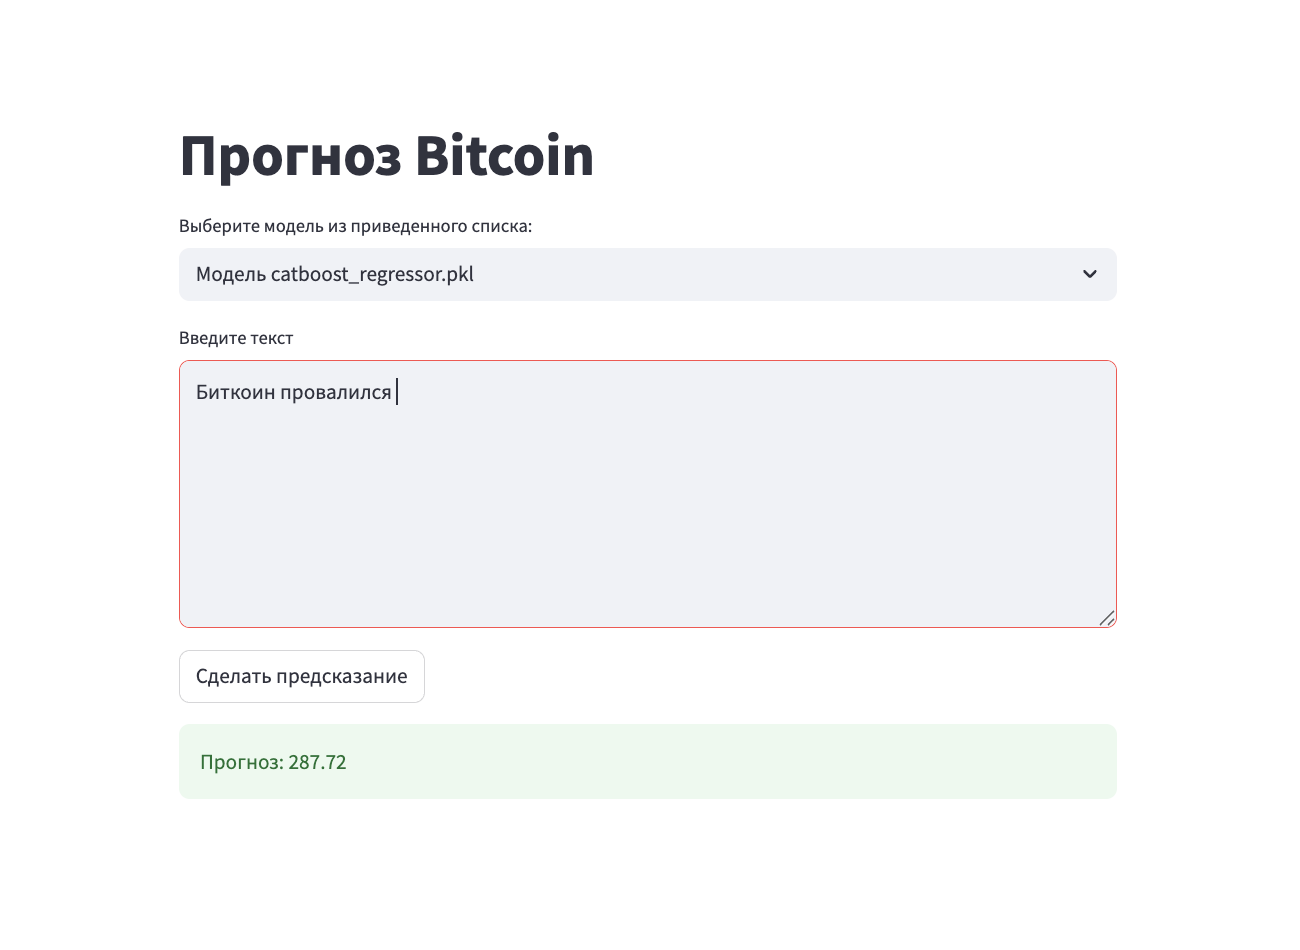 Прогноз Bitcoin
Выберите модель из приведенного списка:
Модель catboost_regressor.pkl
Введите текст
Биткоин провалился
Сделать предсказание
Прогноз: 287.72